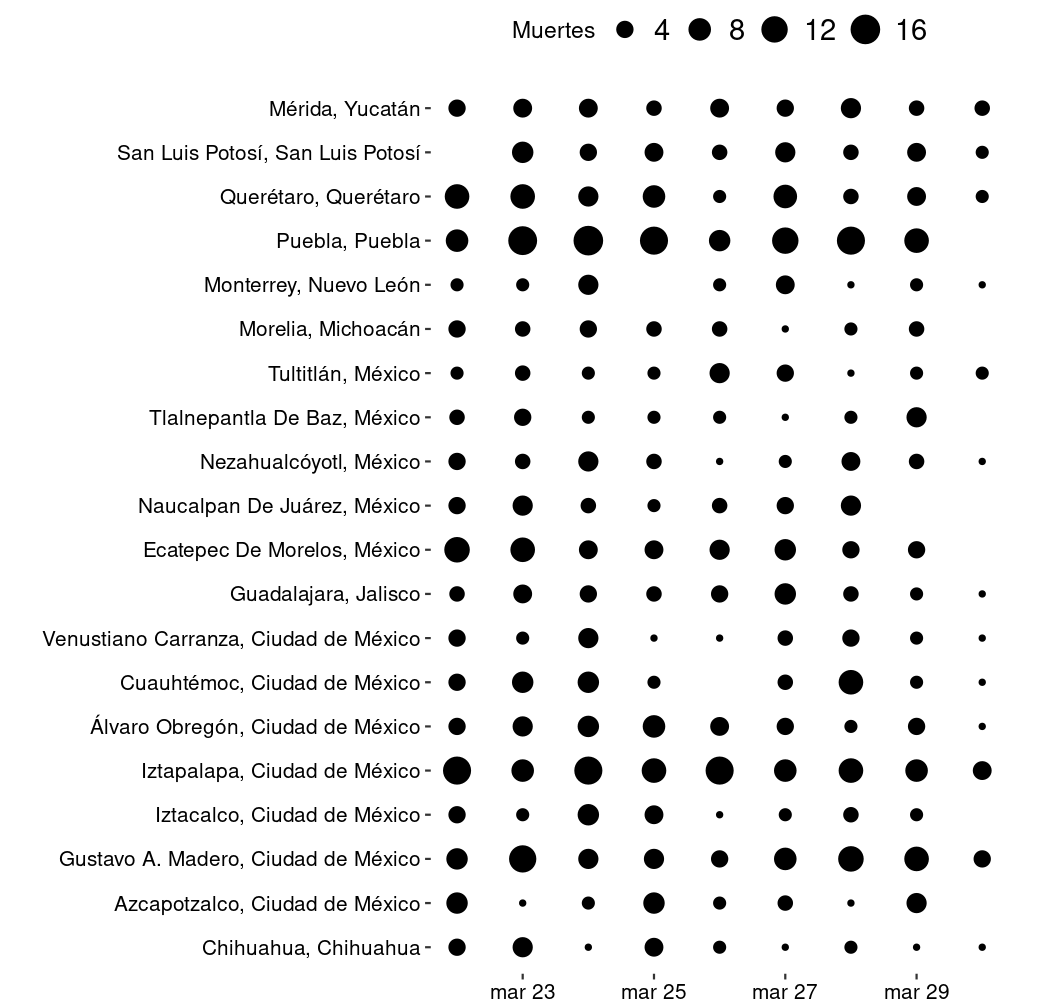 Muertes 4 8 12 16
Mérida, Yucatán
San Luis Potosí, San Luis Potosí
Querétaro, Querétaro
Puebla, Puebla
Monterrey, Nuevo León
Morelia, Michoacán
Tultitlán, México
Tlalnepantla De Baz, México
Nezahualcóyotl, México
Naucalpan De Juárez, México
Ecatepec De Morelos, México
Guadalajara, Jalisco
Venustiano Carranza, Ciudad de México
Cuauhtémoc, Ciudad de México
Álvaro Obregón, Ciudad de México
Iztapalapa, Ciudad de México
Iztacalco, Ciudad de México
Gustavo A. Madero, Ciudad de México
Azcapotzalco, Ciudad de México
Chihuahua, Chihuahua
mar 23 mar 25 mar 27 mar 29